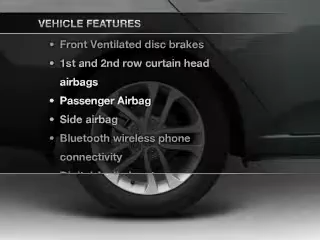 VEHICLE FEATURES
• Front Ventilated disc brakes
• 1st and 2nd row curtain head
airbags
• Passenger Airbag
• Side airbag
• Bluetooth wireless phone
connectivity